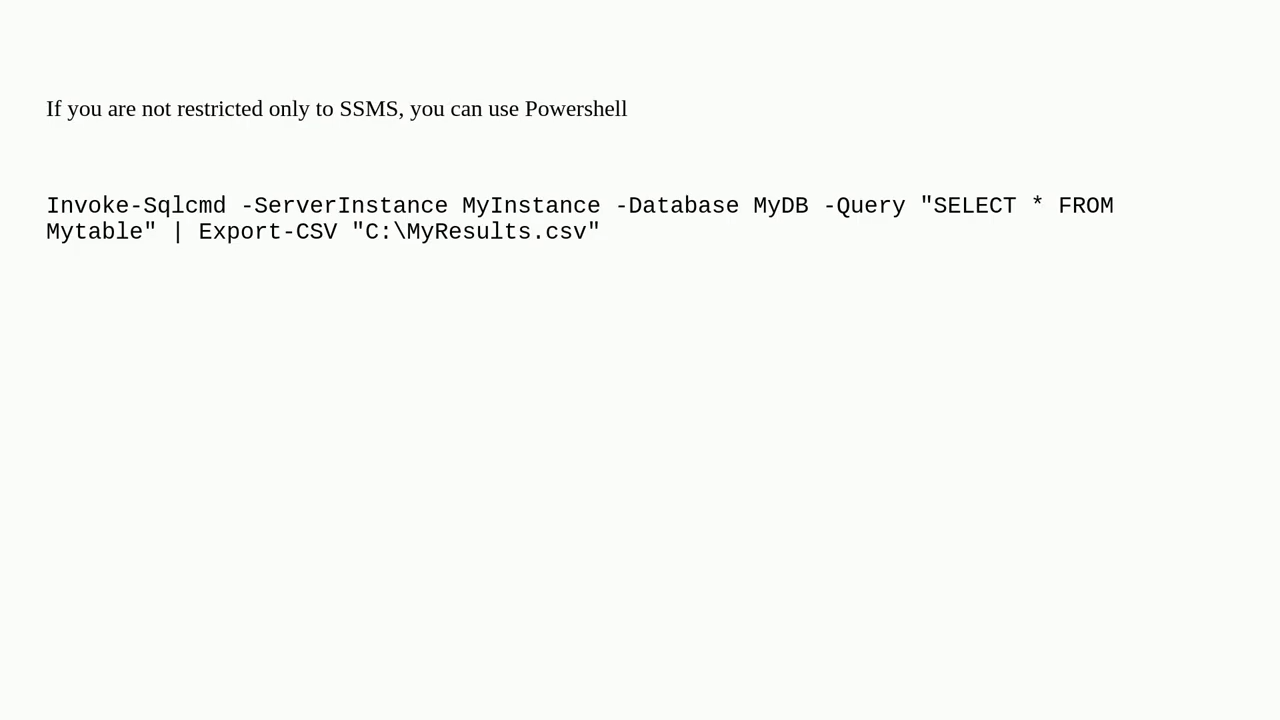 If you are not restricted only to SSMS, you can use Powershell
Invoke-Sqlcmd -ServerInstance MyInstance -Database MyDB -Query "SELECT * FROM
Mytable" | Export-CSV "C:\MyResults.csv"